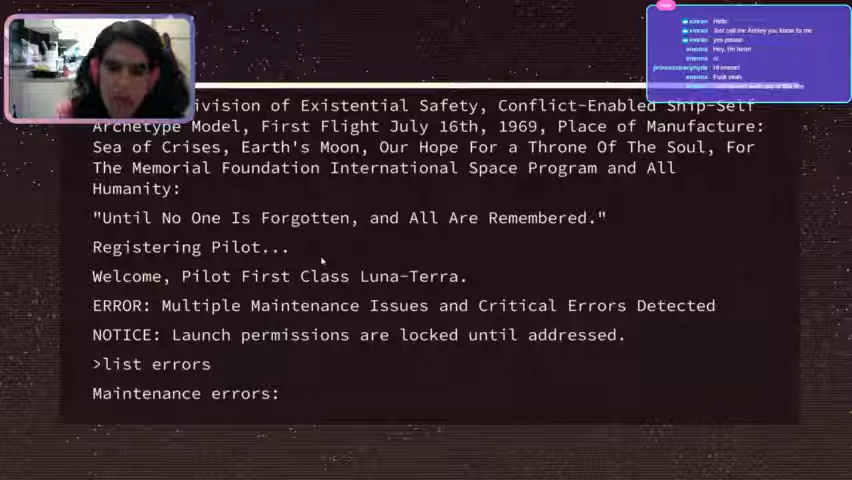 Hello
Just call me Ashley you know its me
yes please
Hey, I'm here!
o/
princessspacyhyde Hi emeon!
Fuck yeah
ivision of Existential Safety, Conflict-Enabled Ship-Self
Archetype Model, First Flight July 16th, 1969, Place of Manufacture:
Sea of Crises, Earth's Moon, Our Hope For a Throne Of The Soul, For
The Memorial Foundation International Space Program and All
Humanity:
"Until No One Is Forgotten, and All Are Remembered."
Registering Pilot...
Welcome, Pilot First Class Luna-Terra.
ERROR: Multiple Maintenance Issues and Critical Errors Detected
NOTICE: Launch permissions are locked until addressed.
>list errors
Maintenance errors: